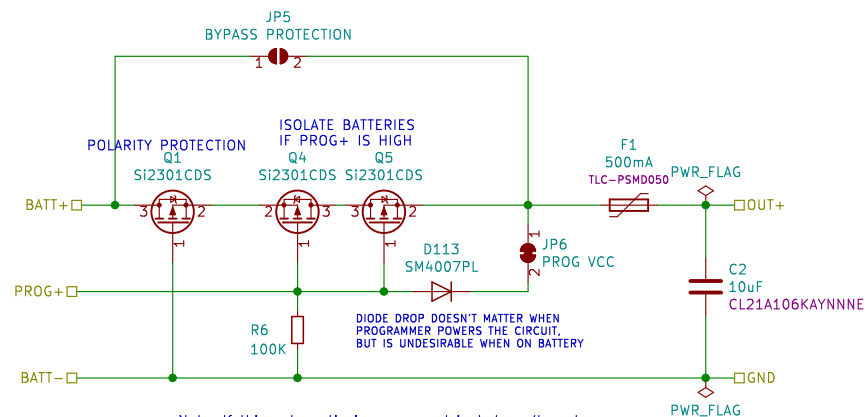 JP5
BYPASS PROTECTION
1 2
ISOLATE BATTERIES
IF PROG+ IS HIGH
POLARITY PROTECTION
Q1
Si2301CDS
Q4
Si2301CDS
Q5
Si2301CDS
F1
500mA
TLC-PSMD050
PWR_FLAG
BATT+
3 2
2 3
3 2
OUT+
1
1
1
1
JP6
PROG VCC
2
D113
SM4007PL
PROG+
C2
10uF
CL21A106KAYNNNE
R6
100K
DIODE DROP DOESN'T MATTER WHEN
PROGRAMMER POWERS THE CIRCUIT,
BUT IS UNDESIRABLE WHEN ON BATTERY
BATT-
GND
PWR_FLAG